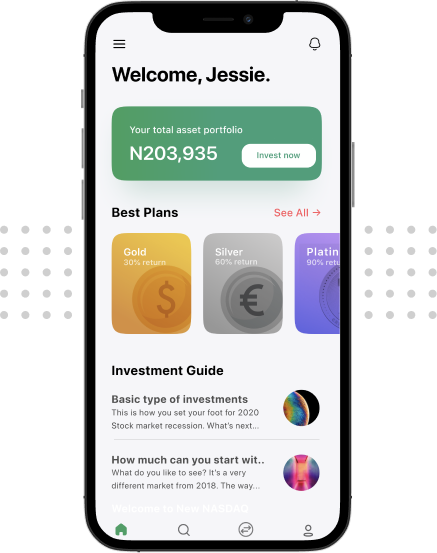 Welcome, Jessie.
Your total asset portfolio
N203,935
Invest now
Best Plans
See All →
Gold
30% return
$
Silver
60% return
€
Platin
90% retu
Investment Guide
Basic type of investments
This is how you set your foot for 2020
Stock market recession. What's next...
How much can you start wit..
What do you like to see? It's a very
different market from 2018. The way...
Welcome to New NASDAQ